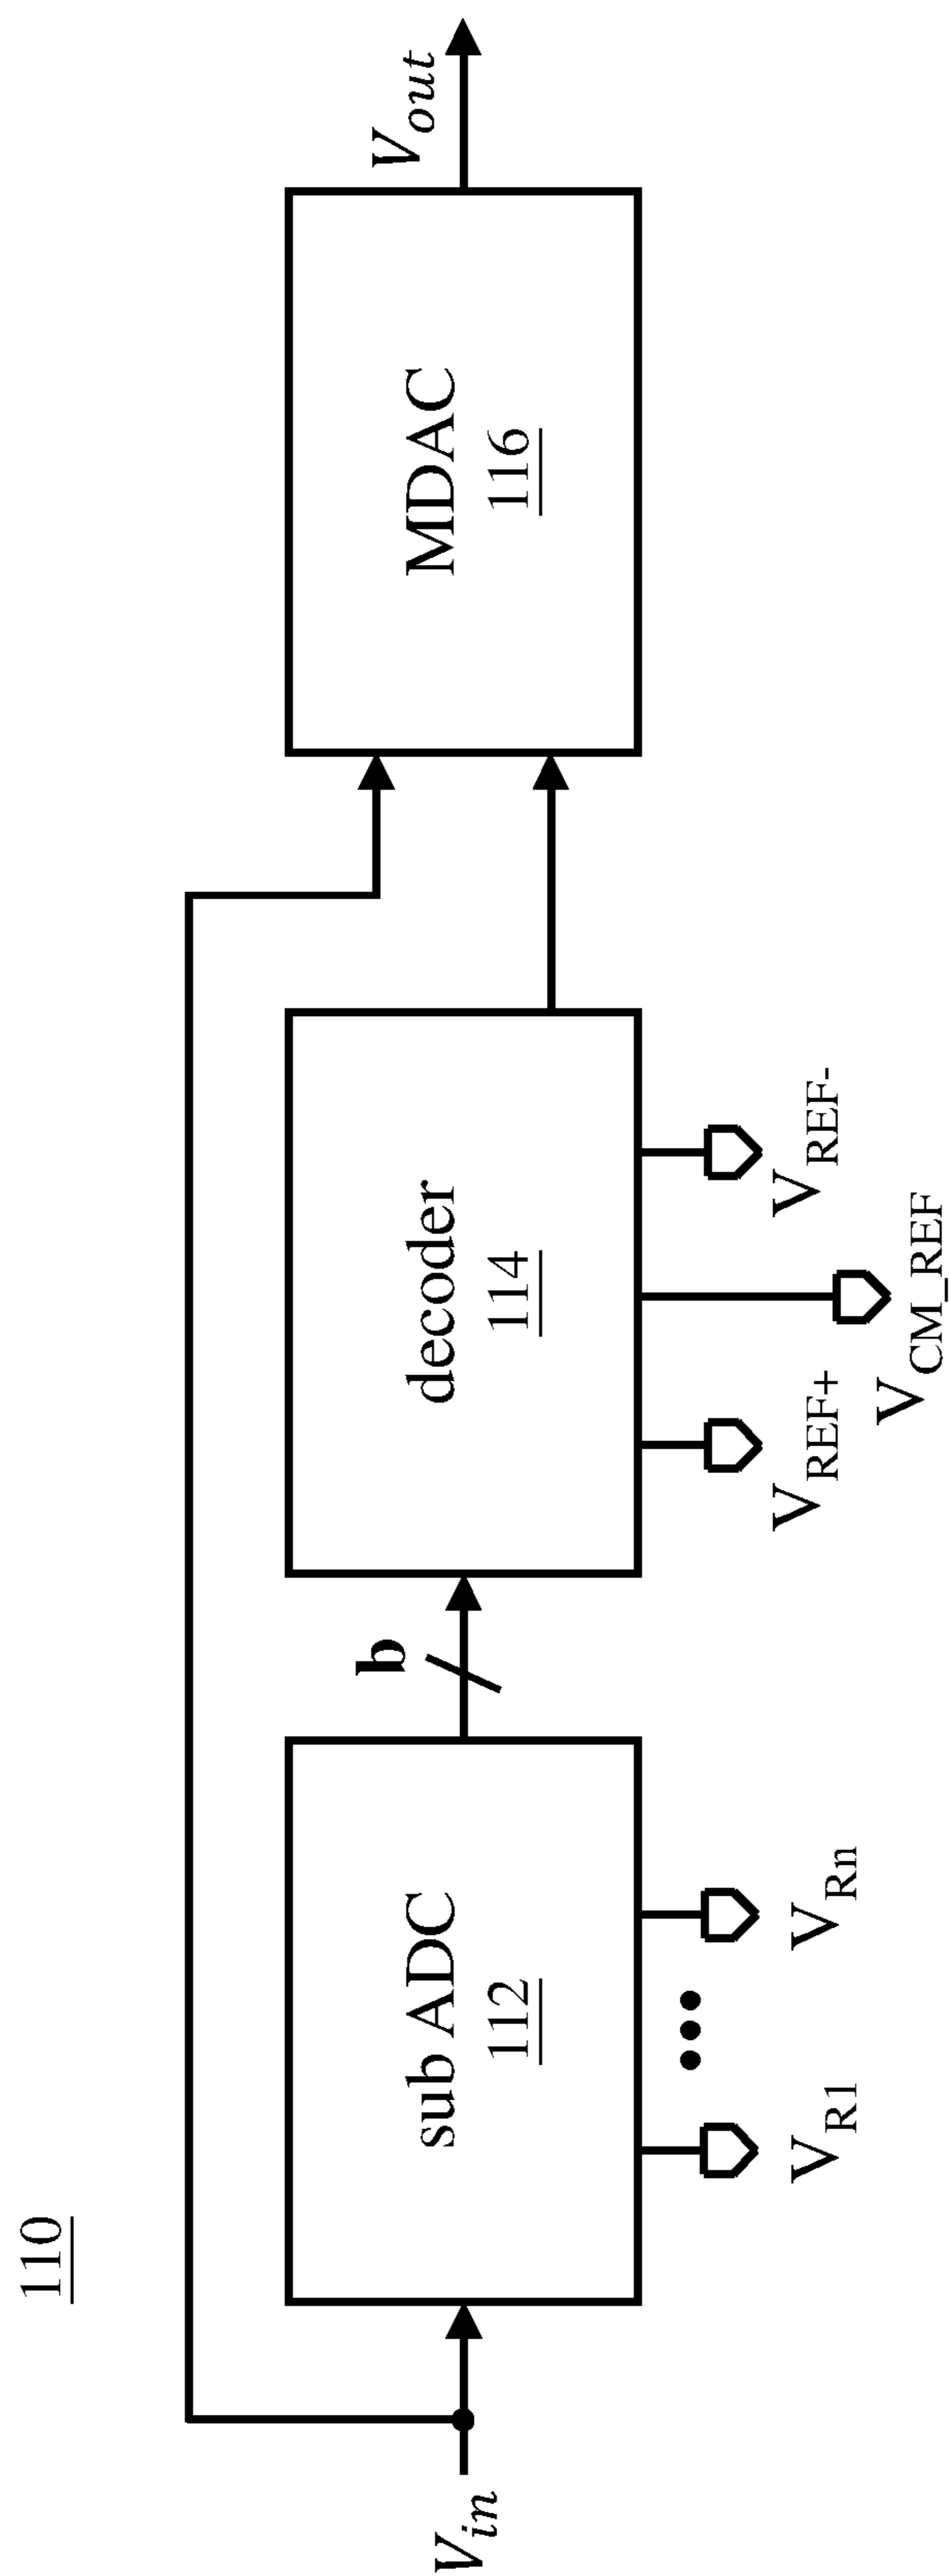 110
V_in
sub ADC
112
V_R1
V_Rn
b
decoder
114
V_REF+
V_CM_REF
V_REF-
MDAC
116
V_out